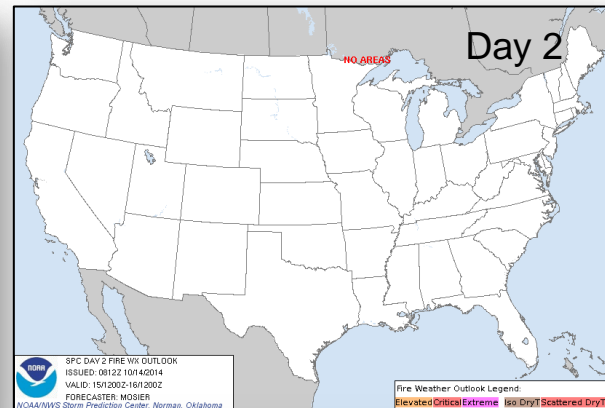 Day 2
NO AREAS
SPC DAY 2 FIRE WX OUTLOOK
ISSUED: 0812Z 10/14/2014
VALID: 15/1200Z-16/1200Z
FORECASTER: MOSIER
NOAA/NWS Storm Prediction Center, Norman, Oklahoma
NOAA
Fire Weather Outlook Legend:
Elevated Critical Extreme Iso DryT Scattered DryT